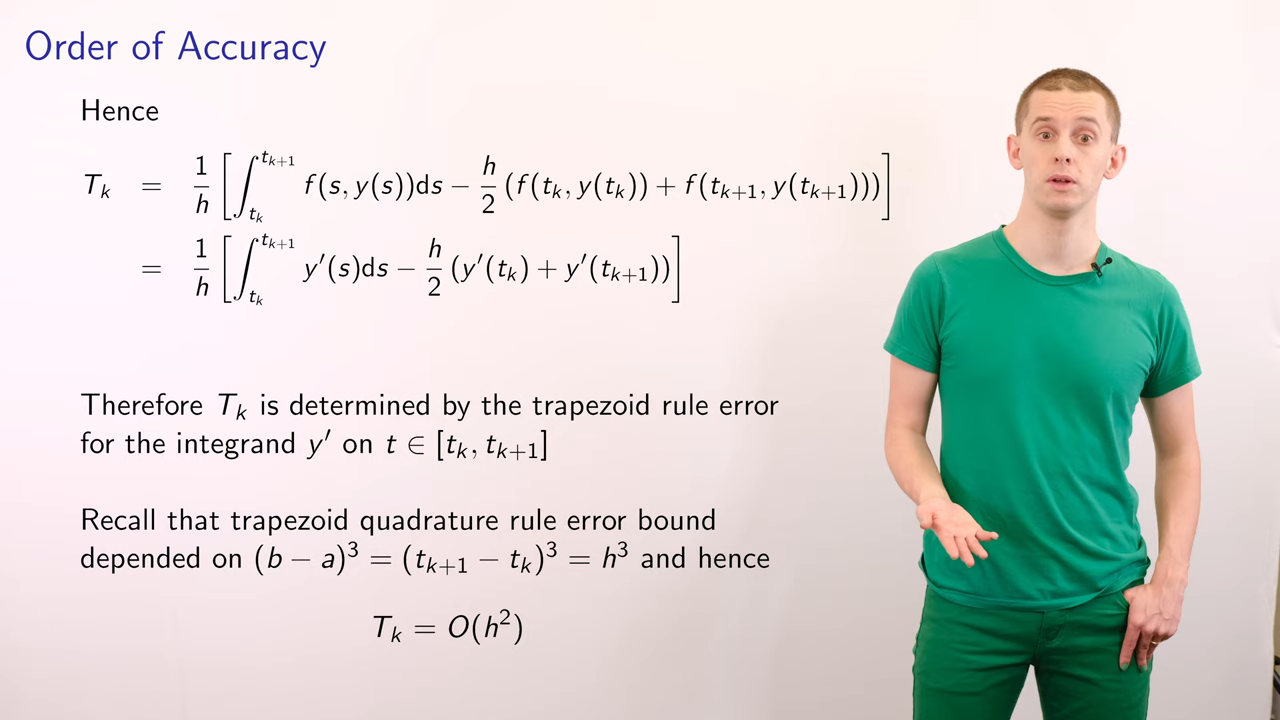 Order of Accuracy
Hence
T_k = 1/h [ ∫_{t_k}^{t_{k+1}} f(s, y(s))ds − h/2 (f(t_k, y(t_k)) + f(t_{k+1}, y(t_{k+1}))) ]
= 1/h [ ∫_{t_k}^{t_{k+1}} y′(s)ds − h/2 (y′(t_k) + y′(t_{k+1})) ]
Therefore T_k is determined by the trapezoid rule error
for the integrand y′ on t ∈ [t_k, t_{k+1}]
Recall that trapezoid quadrature rule error bound
depended on (b − a)³ = (t_{k+1} − t_k)³ = h³ and hence
T_k = O(h²)